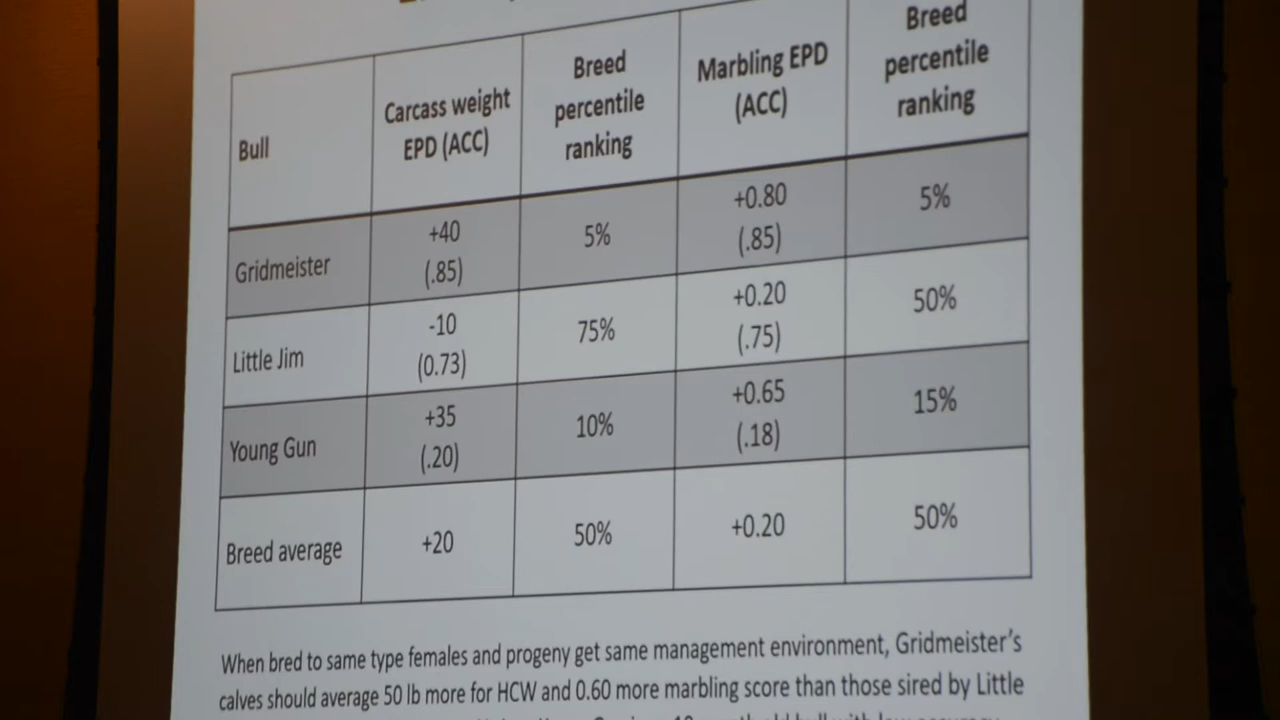 Bull
Carcass weight
EPD (ACC)
Breed
percentile
ranking
Marbling EPD
(ACC)
Breed
percentile
ranking
Gridmeister
+40
(.85)
5%
+0.80
(.85)
5%
Little Jim
-10
(0.73)
75%
+0.20
(.75)
50%
Young Gun
+35
(.20)
10%
+0.65
(.18)
15%
Breed average
+20
50%
+0.20
50%
When bred to same type females and progeny get same management environment, Gridmeister's
calves should average 50 lb more for HCW and 0.60 more marbling score than those sired by Little